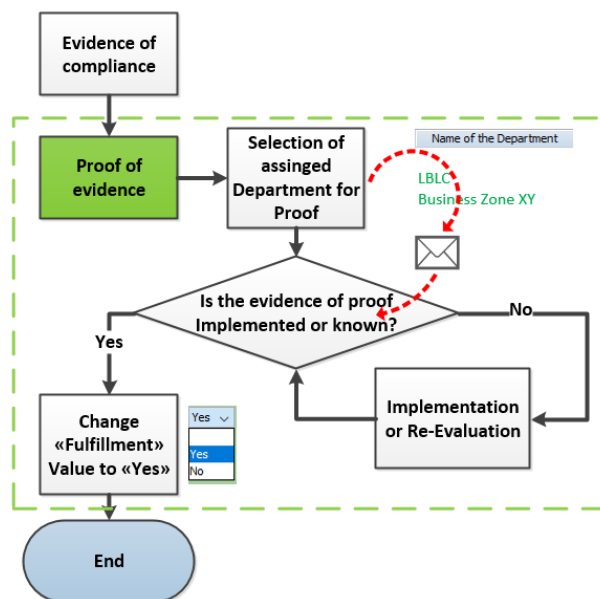 Evidence of
compliance
Proof of
evidence
Selection of
assinged
Department for
Proof
Name of the Department
LBLC
Business Zone XY
Is the evidence of proof
Implemented or known?
No
Yes
Implementation
or Re-Evaluation
Change
«Fulfillment»
Value to «Yes»
Yes
Yes
No
End